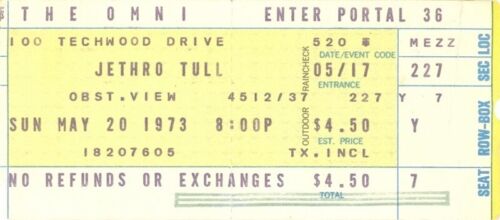 THE OMNI ENTER PORTAL 36
100 TECHWOOD DRIVE 520 MEZZ
DATE/EVENT CODE
JETHRO TULL 05/17 227
ENTRANCE
OBST.VIEW 4512/37 227 Y 7
SUN MAY 20 1973 8:00P $4.50 Y
EST. PRICE
18207605 TX.INCL
NO REFUNDS OR EXCHANGES $4.50 7
OUTDOOR RAINCHECK
SEAT ROW-BOX SEC LOC